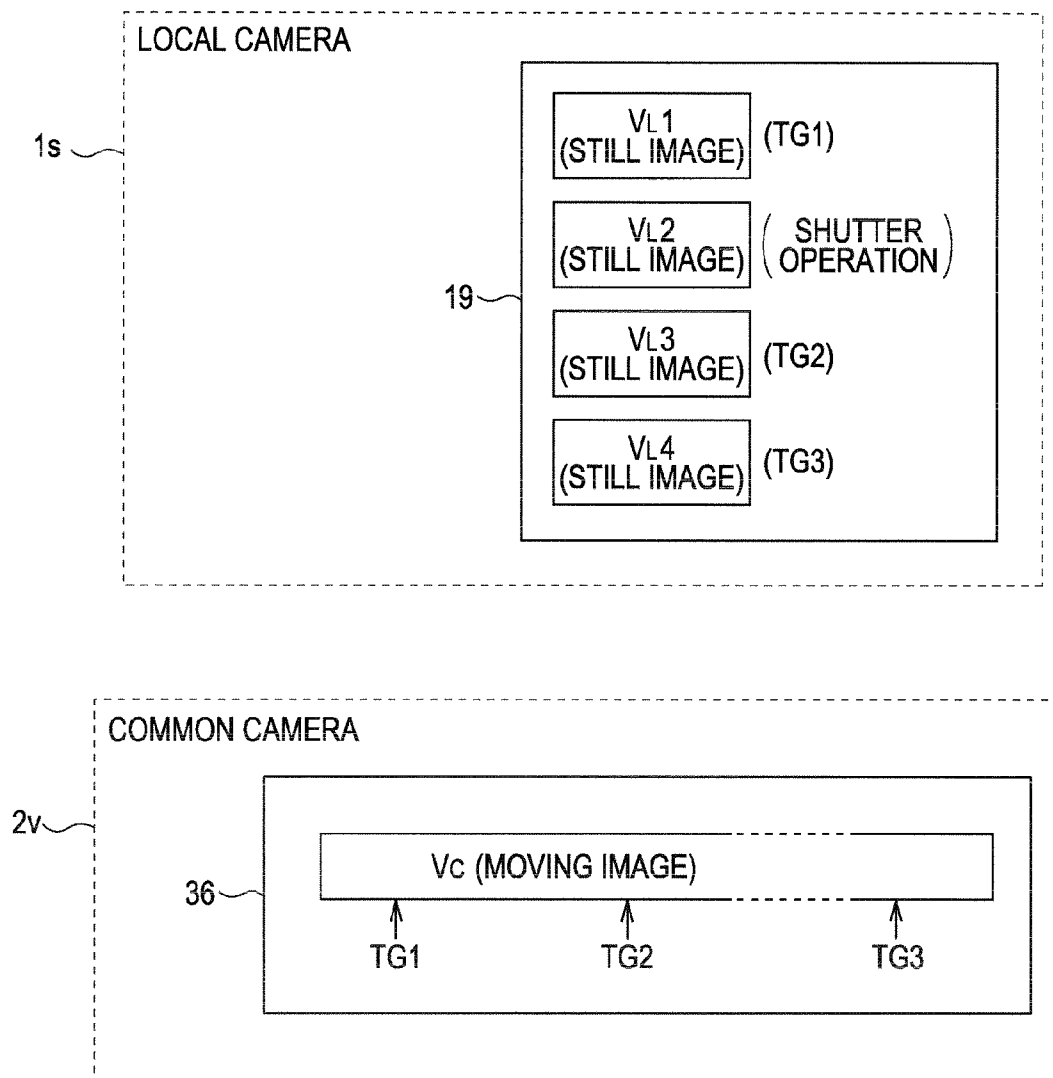 LOCAL CAMERA
1s
19
VL1
(STILL IMAGE)
(TG1)
VL2
(STILL IMAGE)
(SHUTTER
OPERATION)
VL3
(STILL IMAGE)
(TG2)
VL4
(STILL IMAGE)
(TG3)
COMMON CAMERA
2v
36
VC (MOVING IMAGE)
TG1
TG2
TG3